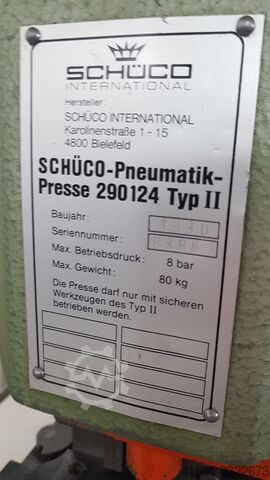 SCHÜCO
INTERNATIONAL
Hersteller:
SCHÜCO INTERNATIONAL
Karolinenstraße 1 - 15
4800 Bielefeld
SCHÜCO-Pneumatik-
Presse 290124 Typ II
Baujahr:
Seriennummer:
Max. Betriebsdruck: 8 bar
Max. Gewicht: 80 kg
Die Presse darf nur mit sicheren
Werkzeugen des Typ II
betrieben werden.